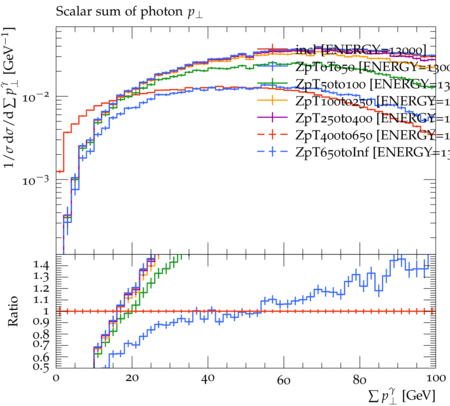 Scalar sum of photon p⊥
1/σ dσ/d∑p⊥^γ [GeV⁻¹]
10⁻²
10⁻³
incl [ENERGY=13000]
ZpT0to50 [ENERGY=1300
ZpT50to100 [ENERGY=13
ZpT100to250 [ENERGY=1
ZpT250to400 [ENERGY=1
ZpT400to650 [ENERGY=1
ZpT650toInf [ENERGY=13
Ratio
1.4
1.3
1.2
1.1
1
0.9
0.8
0.7
0.6
0.5
0 20 40 60 80 100
∑p⊥^γ [GeV]